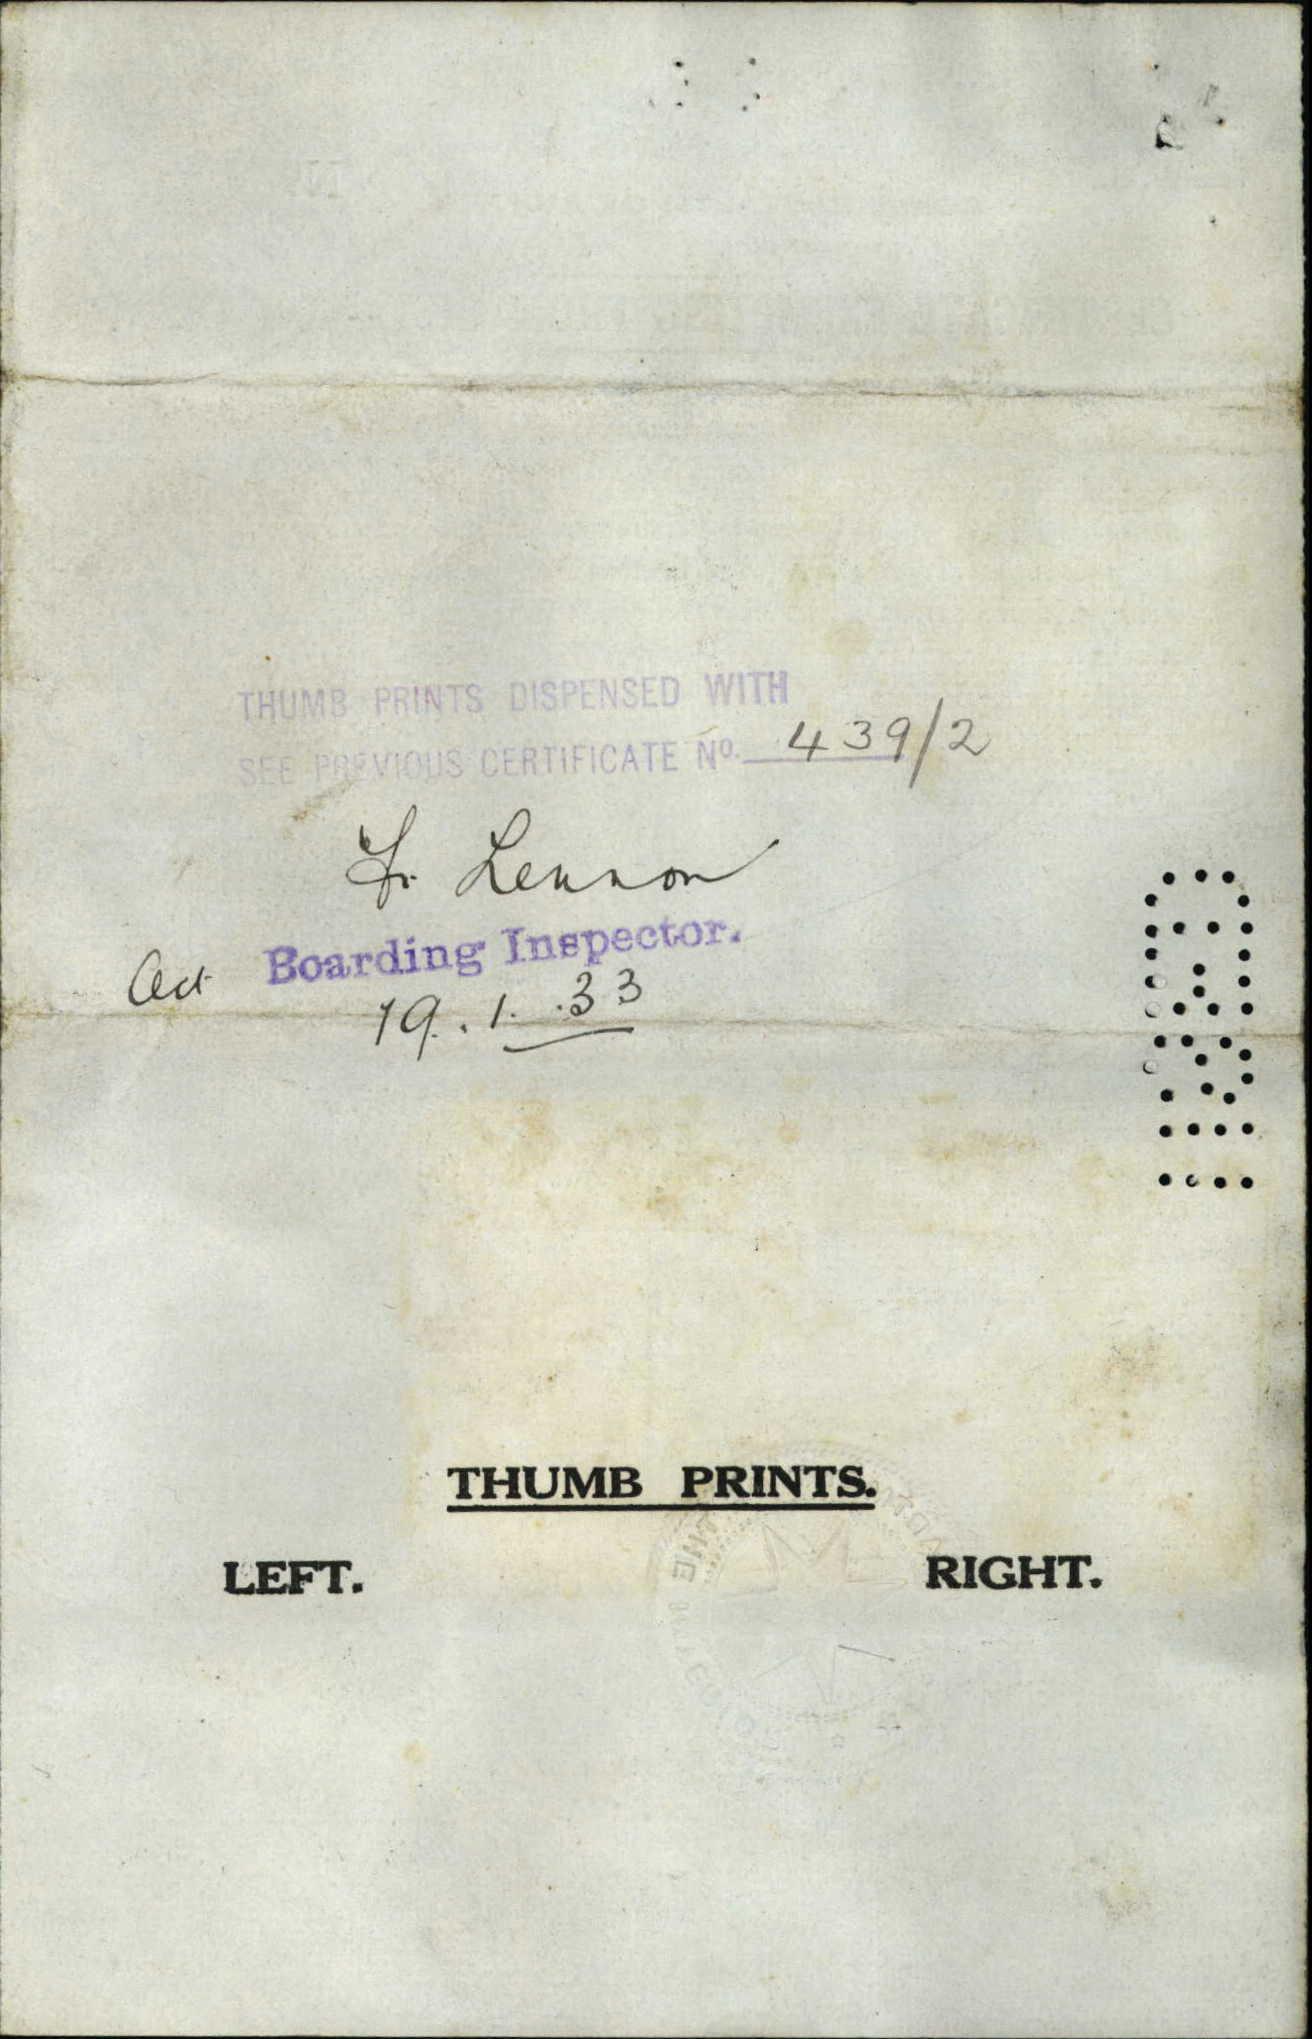 THUMB PRINTS DISPENSED WITH
SEE PREVIOUS CERTIFICATE No. 439/2
Lennon
Act Boarding Inspector.
19.1.33
THUMB PRINTS.
LEFT. RIGHT.